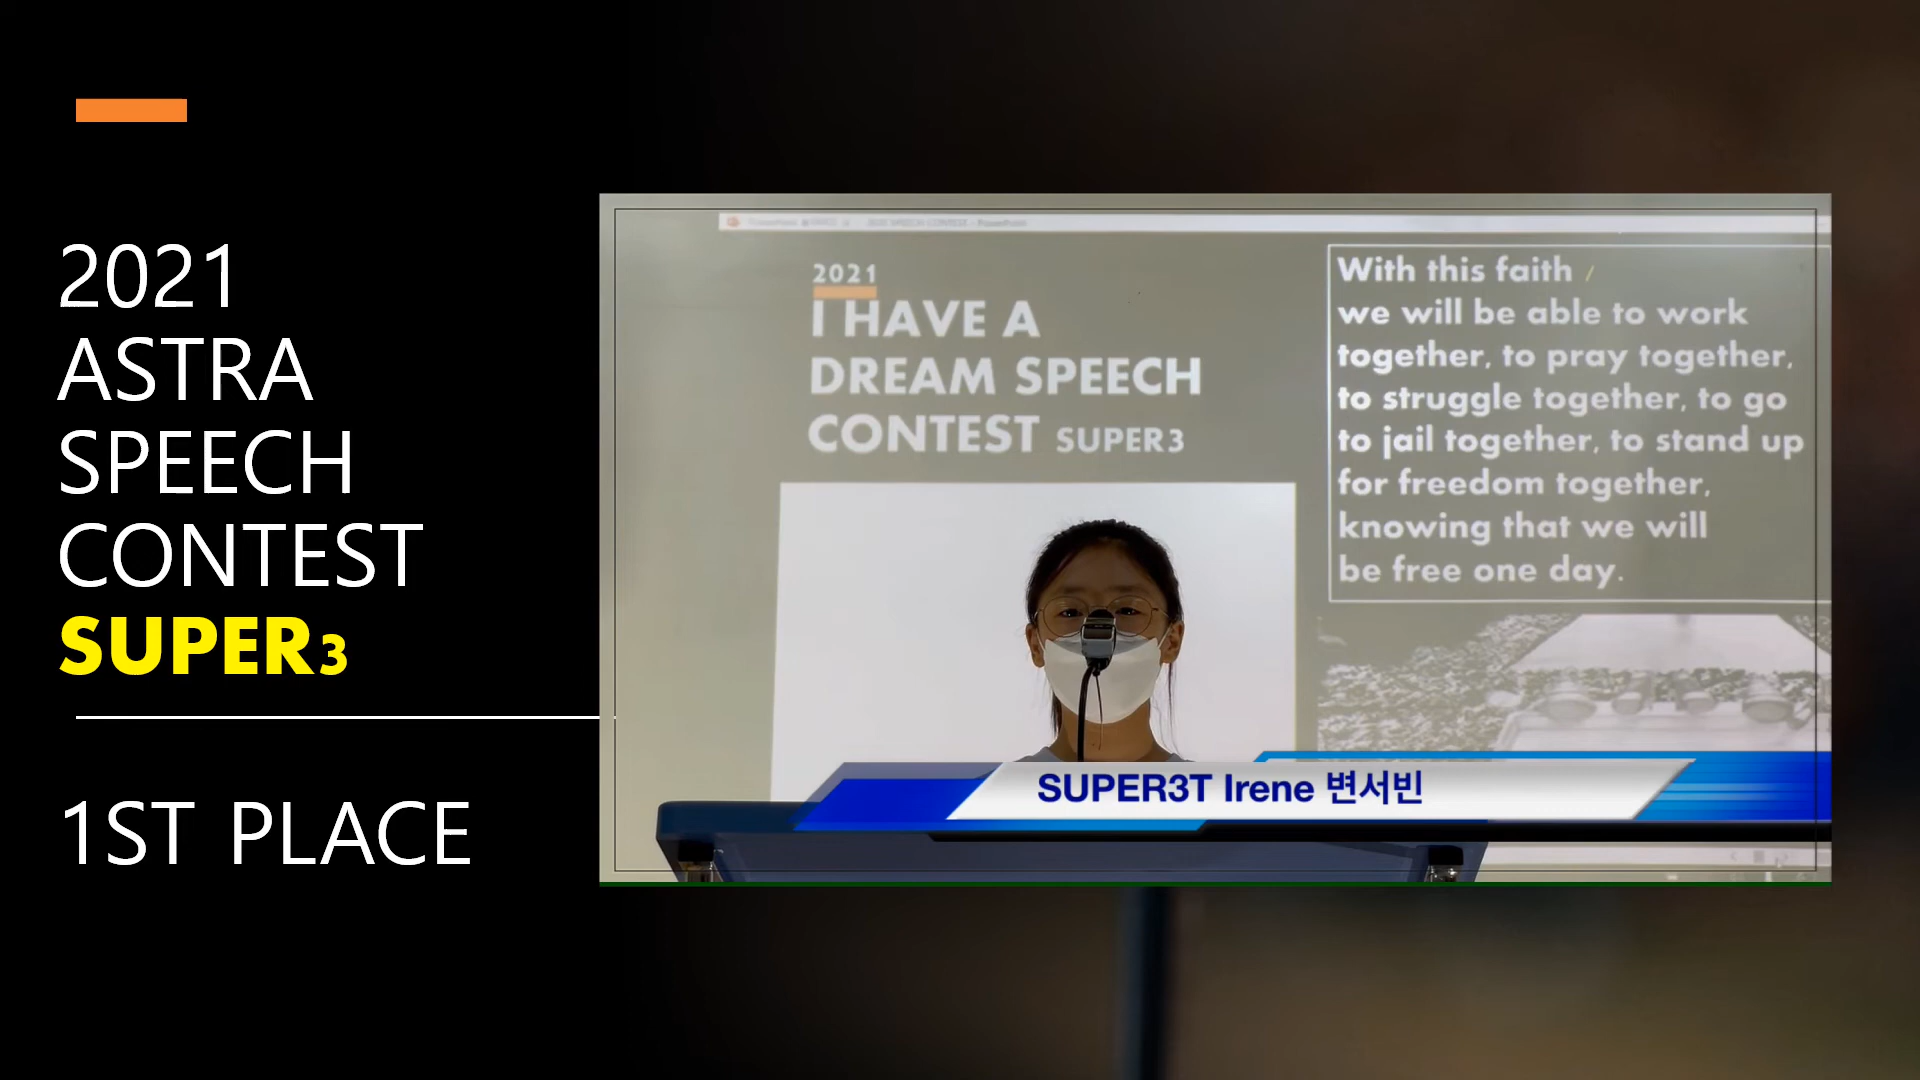 2021
ASTRA
SPEECH
CONTEST
SUPER3
1ST PLACE
2021
I HAVE A
DREAM SPEECH
CONTEST SUPER3
With this faith /
we will be able to work
together, to pray together,
to struggle together, to go
to jail together, to stand up
for freedom together,
knowing that we will
be free one day.
SUPER3T Irene 변서빈